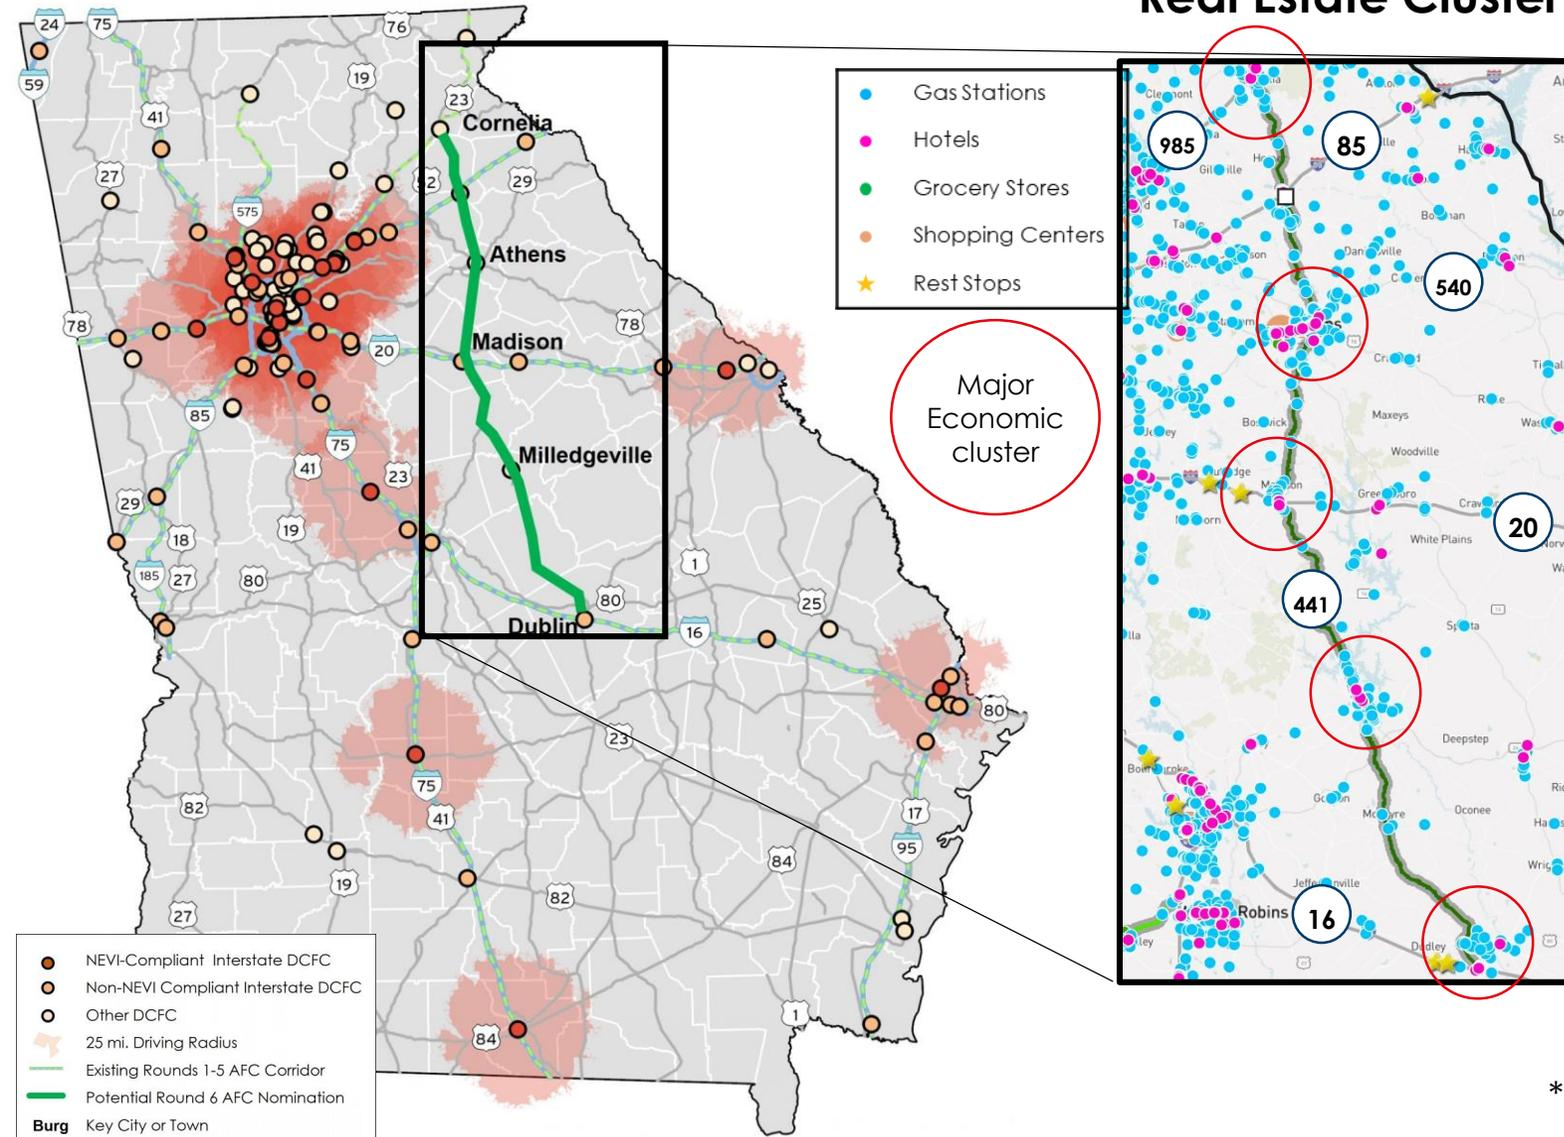 Real Estate Cluster
24
75
76
59
19
23
41
Cornelia
27
29
575
Athens
78
78
Madison
20
85
75
Milledgeville
41
23
29
19
18
1
185
27
80
80
25
Dublin
16
80
23
75
41
17
82
95
84
19
82
27
1
84
NEVI-Compliant Interstate DCFC
Non-NEVI Compliant Interstate DCFC
Other DCFC
25 mi. Driving Radius
Existing Rounds 1-5 AFC Corridor
Potential Round 6 AFC Nomination
Burg Key City or Town
Gas Stations
Hotels
Grocery Stores
Shopping Centers
Rest Stops
Major
Economic
cluster
985
85
540
Maxeys
Woodville
20
White Plains
441
Deepstep
Oconee
Robins
16
*